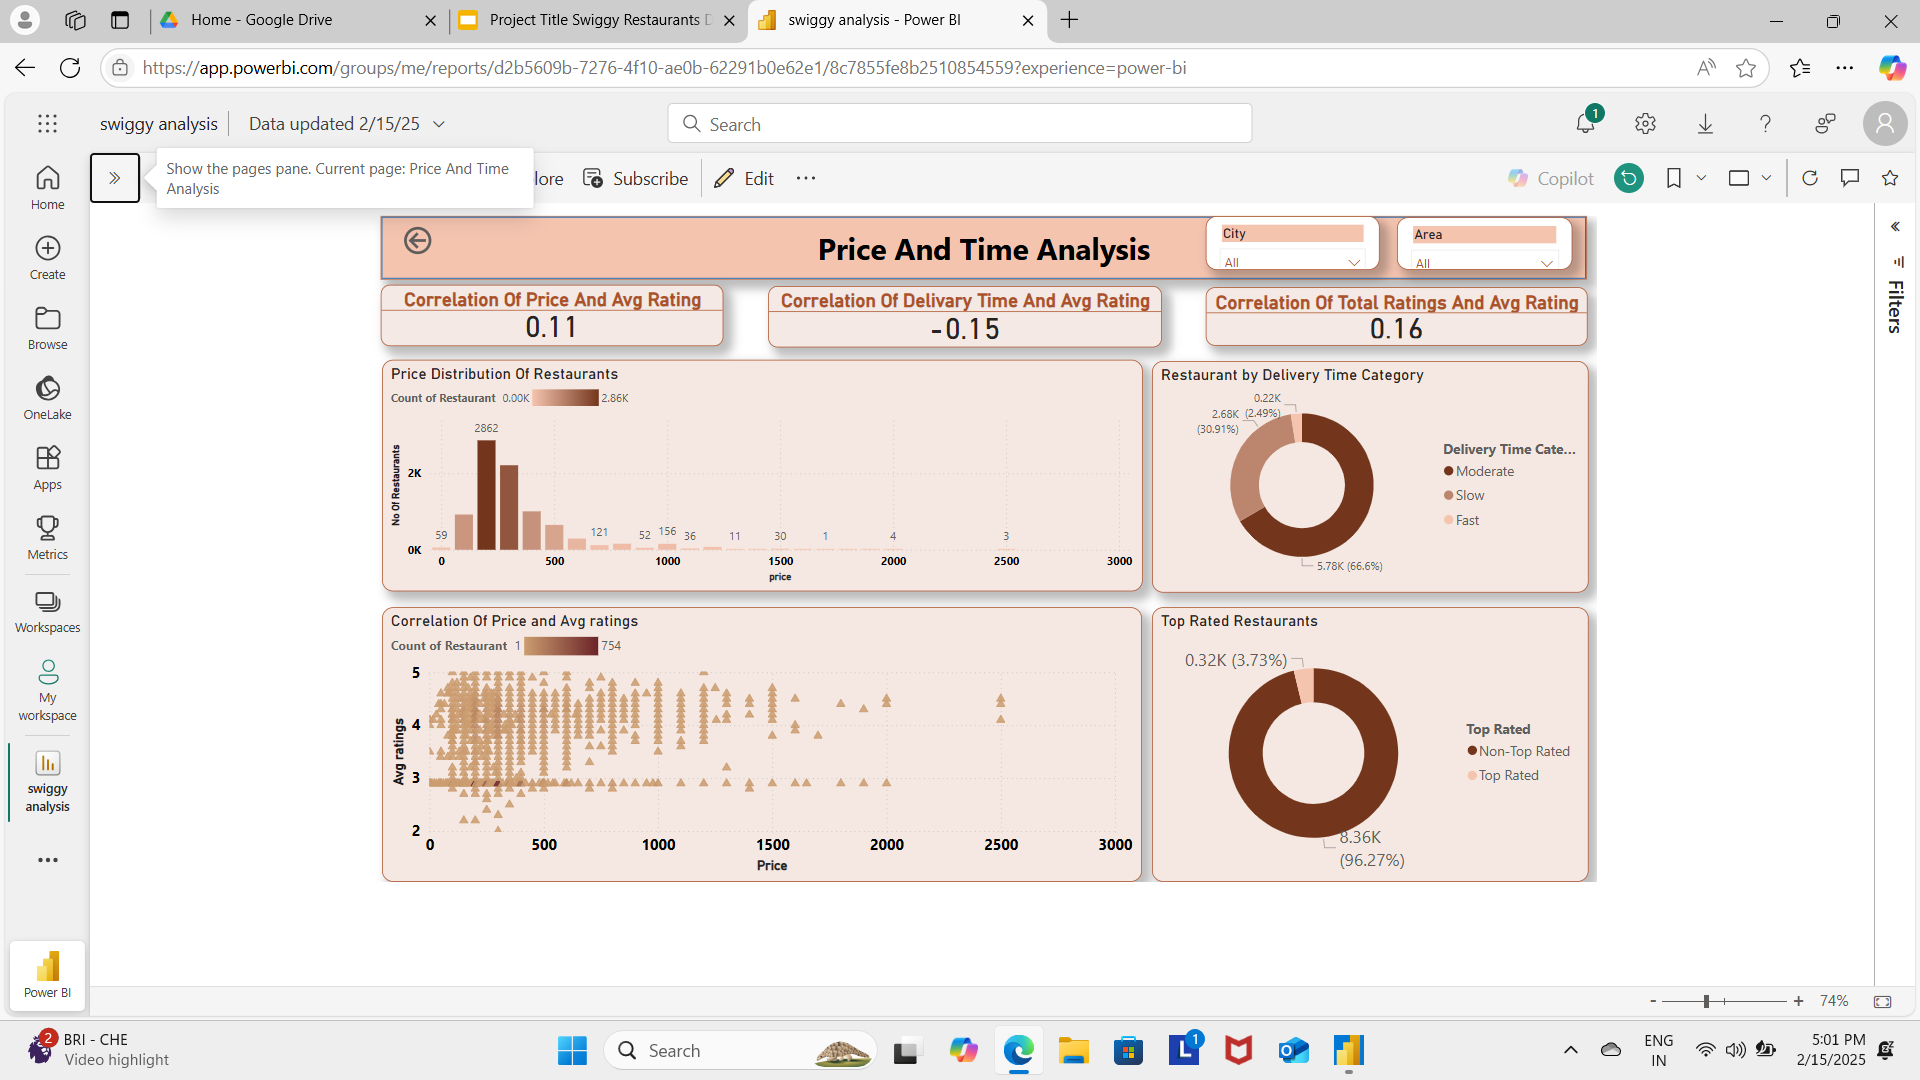 Home - Google Drive
Project Title Swiggy Restaurants D
swiggy analysis - Power BI
https://app.powerbi.com/groups/me/reports/d2b5609b-7276-4f10-ae0b-62291b0e62e1/8c7855fe8b2510854559?experience=power-bi
swiggy analysis
Data updated 2/15/25
Search
1
Show the pages pane. Current page: Price And Time
Analysis
lore
Subscribe
Edit
Copilot
Home
Create
Browse
OneLake
Apps
Metrics
Workspaces
My
workspace
swiggy
analysis
Power BI
Filters
Price And Time Analysis
City
All
Area
All
Correlation Of Price And Avg Rating
0.11
Correlation Of Delivary Time And Avg Rating
-0.15
Correlation Of Total Ratings And Avg Rating
0.16
Price Distribution Of Restaurants
Count of Restaurant 0.00K 2.86K
No Of Restaurants
2K
0K
59
2862
121
52
156
36
11
30
1
4
3
0 500 1000 1500 2000 2500 3000
price
Restaurant by Delivery Time Category
0.22K
(2.49%)
2.68K
(30.91%)
5.78K (66.6%)
Delivery Time Cate...
Moderate
Slow
Fast
Correlation Of Price and Avg ratings
Count of Restaurant 1 754
Avg ratings
5
4
3
2
0 500 1000 1500 2000 2500 3000
Price
Top Rated Restaurants
0.32K (3.73%)
8.36K
(96.27%)
Top Rated
Non-Top Rated
Top Rated
- + 74%
2
BRI - CHE
Video highlight
Search
L
1
ENG
IN
5:01 PM
2/15/2025